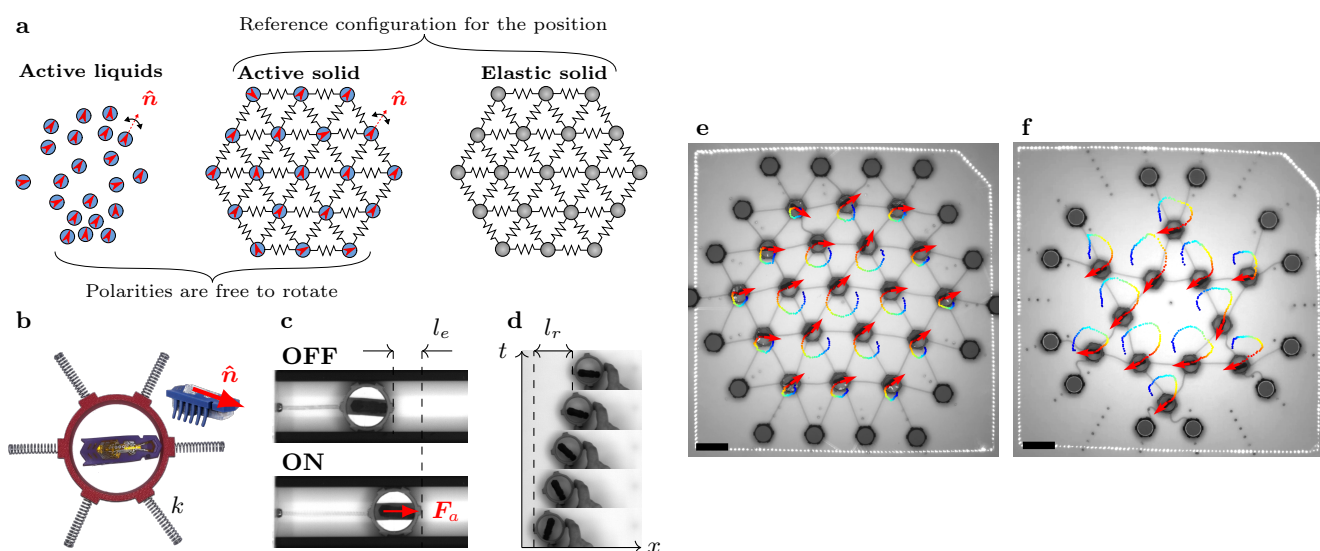 a
Reference configuration for the position
Active liquids
Active solid
Elastic solid
n̂
n̂
Polarities are free to rotate
b
n̂
k
c
OFF
l_e
ON
F_a
d
t
l_r
x
e
f